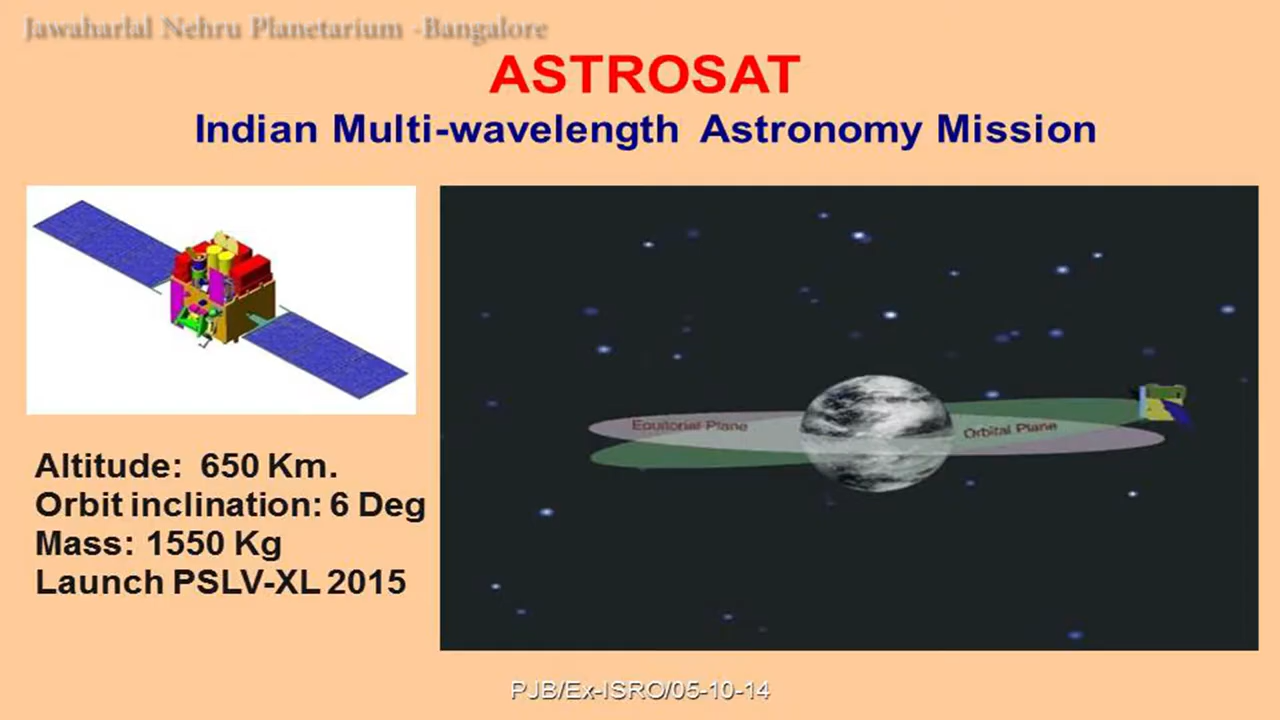 Jawaharlal Nehru Planetarium -Bangalore
ASTROSAT
Indian Multi-wavelength Astronomy Mission
Equitorial Plane
Orbital Plane
Altitude: 650 Km.
Orbit inclination: 6 Deg
Mass: 1550 Kg
Launch PSLV-XL 2015
PJB/Ex-ISRO/05-10-14